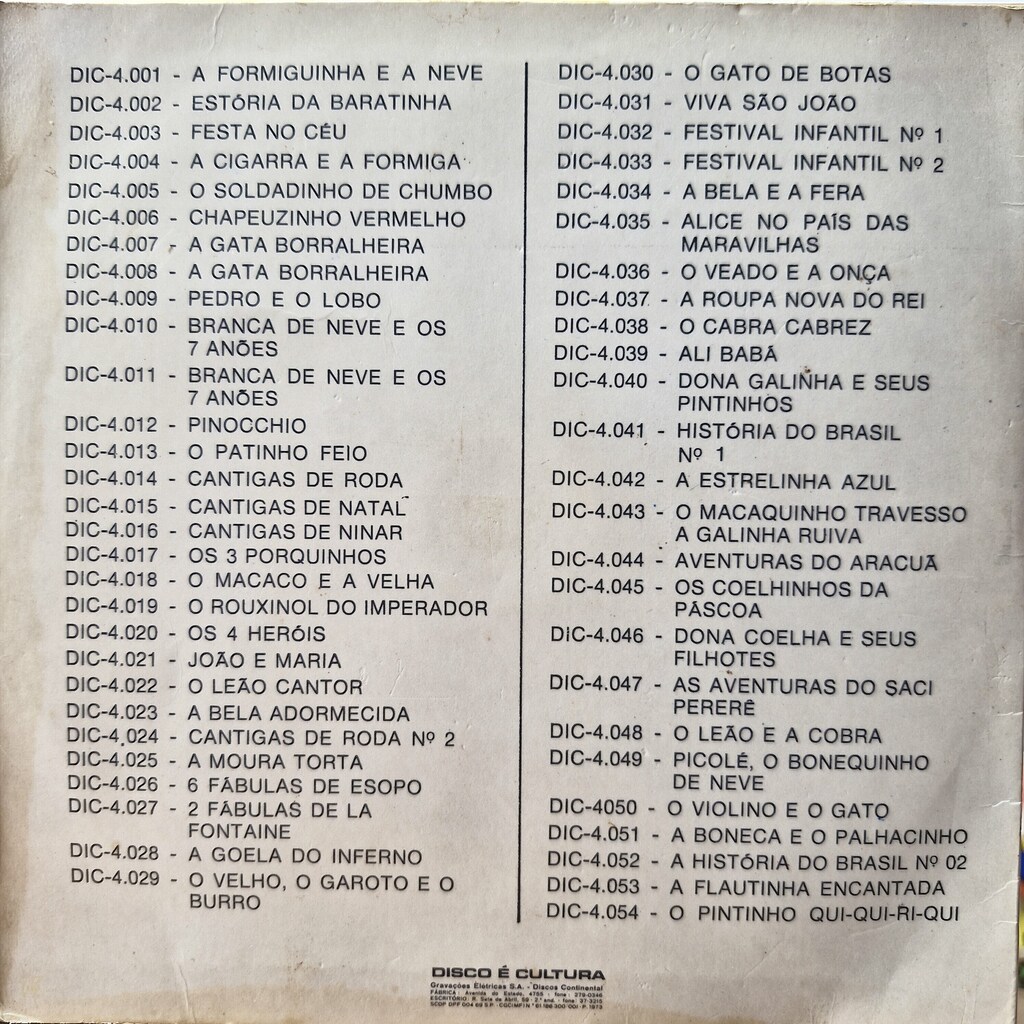 DIC-4.001 - A FORMIGUINHA E A NEVE
DIC-4.002 - ESTÓRIA DA BARATINHA
DIC-4.003 - FESTA NO CÉU
DIC-4.004 - A CIGARRA E A FORMIGA
DIC-4.005 - O SOLDADINHO DE CHUMBO
DIC-4.006 - CHAPEUZINHO VERMELHO
DIC-4.007 - A GATA BORRALHEIRA
DIC-4.008 - A GATA BORRALHEIRA
DIC-4.009 - PEDRO E O LOBO
DIC-4.010 - BRANCA DE NEVE E OS
7 ANÕES
DIC-4.011 - BRANCA DE NEVE E OS
7 ANÕES
DIC-4.012 - PINOCCHIO
DIC-4.013 - O PATINHO FEIO
DIC-4.014 - CANTIGAS DE RODA
DIC-4.015 - CANTIGAS DE NATAL
DIC-4.016 - CANTIGAS DE NINAR
DIC-4.017 - OS 3 PORQUINHOS
DIC-4.018 - O MACACO E A VELHA
DIC-4.019 - O ROUXINOL DO IMPERADOR
DIC-4.020 - OS 4 HERÓIS
DIC-4.021 - JOÃO E MARIA
DIC-4.022 - O LEÃO CANTOR
DIC-4.023 - A BELA ADORMECIDA
DIC-4.024 - CANTIGAS DE RODA Nº 2
DIC-4.025 - A MOURA TORTA
DIC-4.026 - 6 FÁBULAS DE ESOPO
DIC-4.027 - 2 FÁBULAS DE LA
FONTAINE
DIC-4.028 - A GOELA DO INFERNO
DIC-4.029 - O VELHO, O GAROTO E O
BURRO
DIC-4.030 - O GATO DE BOTAS
DIC-4.031 - VIVA SÃO JOÃO
DIC-4.032 - FESTIVAL INFANTIL Nº 1
DIC-4.033 - FESTIVAL INFANTIL Nº 2
DIC-4.034 - A BELA E A FERA
DIC-4.035 - ALICE NO PAÍS DAS
MARAVILHAS
DIC-4.036 - O VEADO E A ONÇA
DIC-4.037 - A ROUPA NOVA DO REI
DIC-4.038 - O CABRA CABREZ
DIC-4.039 - ALI BABÁ
DIC-4.040 - DONA GALINHA E SEUS
PINTINHOS
DIC-4.041 - HISTÓRIA DO BRASIL
Nº 1
DIC-4.042 - A ESTRELINHA AZUL
DIC-4.043 - O MACAQUINHO TRAVESSO
A GALINHA RUIVA
DIC-4.044 - AVENTURAS DO ARACUÃ
DIC-4.045 - OS COELHINHOS DA
PÁSCOA
DIC-4.046 - DONA COELHA E SEUS
FILHOTES
DIC-4.047 - AS AVENTURAS DO SACI
PERERÊ
DIC-4.048 - O LEÃO E A COBRA
DIC-4.049 - PICOLÉ, O BONEQUINHO
DE NEVE
DIC-4050 - O VIOLINO E O GATO
DIC-4.051 - A BONECA E O PALHACINHO
DIC-4.052 - A HISTÓRIA DO BRASIL Nº 02
DIC-4.053 - A FLAUTINHA ENCANTADA
DIC-4.054 - O PINTINHO QUI-QUI-RI-QUI
DISCO É CULTURA
Gravações Elétricas S.A. - Discos Continental
FÁBRICA: Avenida do Estado, 4755 - fone: 279-0346
ESCRITÓRIO: R. Sete de Abril, 59 - 2.º and. - fone: